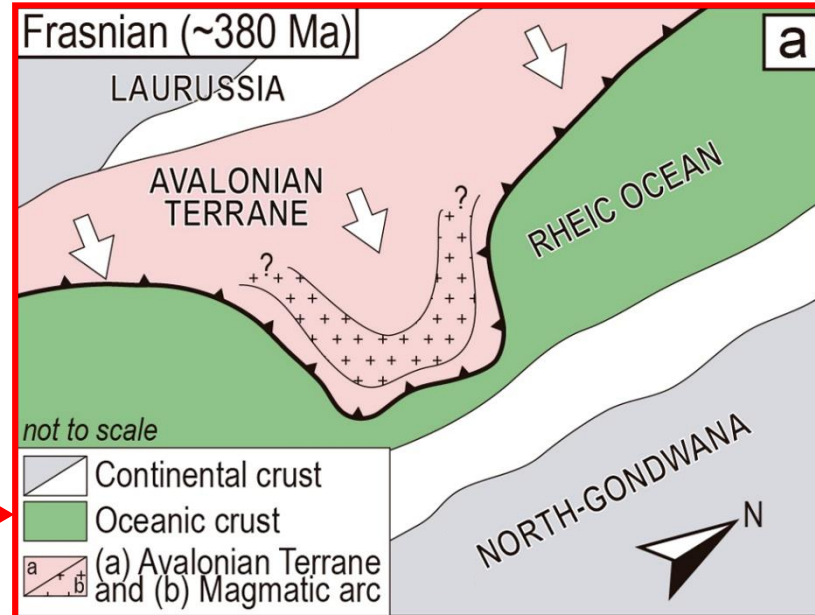 Frasnian (~380 Ma)
a
LAURUSSIA
AVALONIAN
TERRANE
?
?
RHEIC OCEAN
not to scale
Continental crust
Oceanic crust
a
b
(a) Avalonian Terrane
and (b) Magmatic arc
NORTH-GONDWANA
N